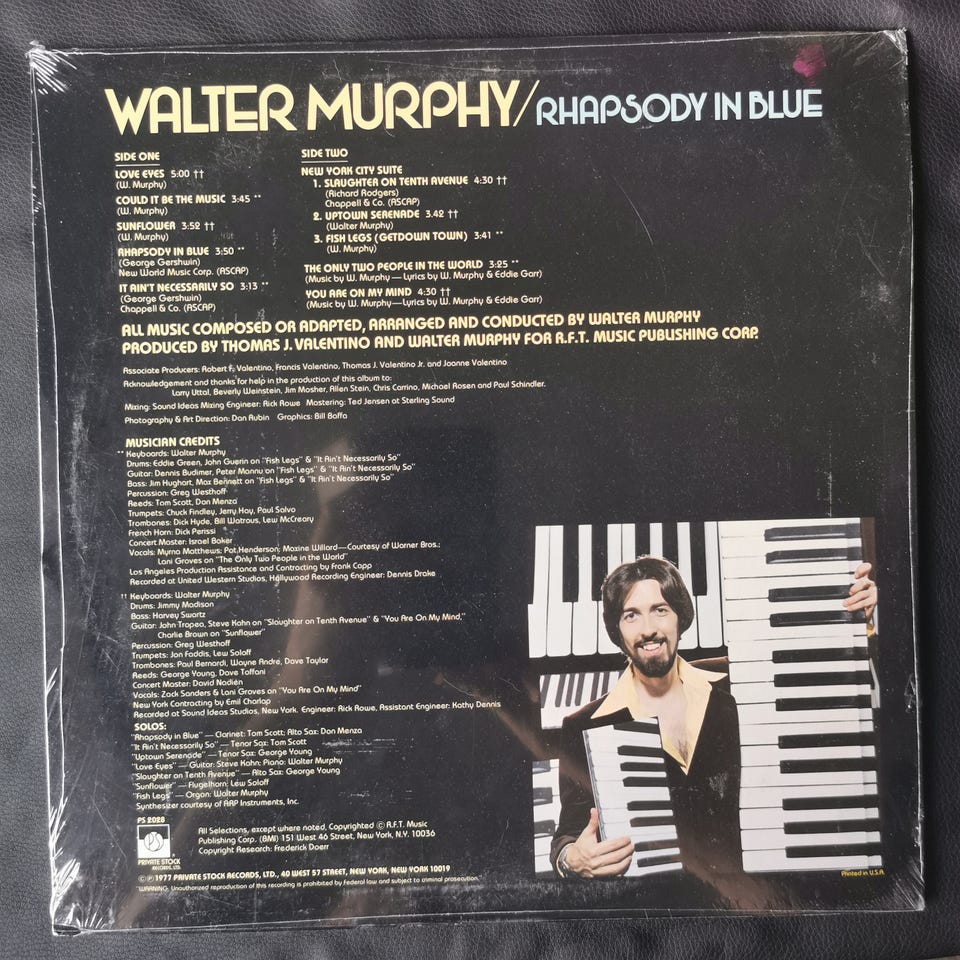 WALTER MURPHY/RHAPSODY IN BLUE
SIDE ONE
LOVE EYES 5:00 ††
(W. Murphy)
COULD IT BE THE MUSIC 3:45 **
(W. Murphy)
SUNFLOWER 3:52 ††
(W. Murphy)
RHAPSODY IN BLUE 3:50 **
(George Gershwin)
New World Music Corp. (ASCAP)
IT AIN'T NECESSARILY SO 3:13 **
(George Gershwin)
Chappell & Co. (ASCAP)
SIDE TWO
NEW YORK CITY SUITE
1. SLAUGHTER ON TENTH AVENUE 4:30 ††
(Richard Rodgers)
Chappell & Co. (ASCAP)
2. UPTOWN SERENADE 3.42 ††
(Walter Murphy)
3. FISH LEGS (GETDOWN TOWN) 3:41 **
(W. Murphy)
THE ONLY TWO PEOPLE IN THE WORLD 3:25 **
(Music by W. Murphy — Lyrics by W. Murphy & Eddie Garr)
YOU ARE ON MY MIND 4:30 ††
(Music by W. Murphy—Lyrics by W. Murphy & Eddie Garr)
ALL MUSIC COMPOSED OR ADAPTED, ARRANGED AND CONDUCTED BY WALTER MURPHY
PRODUCED BY THOMAS J. VALENTINO AND WALTER MURPHY FOR R.F.T. MUSIC PUBLISHING CORP.
Associate Producers: Robert F. Valentino, Francis Valentino, Thomas J. Valentino Jr. and Joanne Valentino
Acknowledgement and thanks for help in the production of this album to:
Larry Uttal, Beverly Weinstein, Jim Mosher, Allen Stein, Chris Carrino, Michael Rosen and Paul Schindler.
Mixing: Sound Ideas Mixing Engineer: Rick Rowe Mastering: Ted Jensen at Sterling Sound
Photography & Art Direction: Dan Rubin Graphics: Bill Baffa
MUSICIAN CREDITS
** Keyboards: Walter Murphy
Drums: Eddie Green, John Guerin on "Fish Legs" & "It Ain't Necessarily So"
Guitar: Dennis Budimer, Peter Mannu on "Fish Legs" & "It Ain't Necessarily So"
Bass: Jim Hughart, Max Bennett on "Fish Legs" & "It Ain't Necessarily So"
Percussion: Greg Westhoff
Reeds: Tom Scott, Don Menza
Trumpets: Chuck Findley, Jerry Hay, Paul Salvo
Trombones: Dick Hyde, Bill Watrous, Lew McCreary
French Horn: Dick Perissi
Concert Master: Israel Baker
Vocals: Myrna Matthews; Pat Henderson; Maxine Willard—Courtesy of Warner Bros.;
Lani Groves on "The Only Two People in the World"
Los Angeles Production Assistance and Contracting by Frank Capp
Recorded at United Western Studios, Hollywood Recording Engineer: Dennis Drake
†† Keyboards: Walter Murphy
Drums: Jimmy Madison
Bass: Harvey Swartz
Guitar: John Tropea, Steve Kahn on "Slaughter on Tenth Avenue" & "You Are On My Mind,"
Charlie Brown on "Sunflower"
Percussion: Greg Westhoff
Trumpets: Jon Faddis, Lew Soloff
Trombones: Paul Bernardi, Wayne Andre, Dave Taylor
Reeds: George Young, Dave Toffani
Concert Master: David Nadien
Vocals: Zack Sanders & Lani Groves on "You Are On My Mind"
New York Contracting by Emil Charlap
Recorded at Sound Ideas Studios, New York. Engineer: Rick Rowe, Assistant Engineer: Kathy Dennis
SOLOS:
"Rhapsody in Blue" — Clarinet: Tom Scott; Alto Sax: Don Menza
"It Ain't Necessarily So" — Tenor Sax: Tom Scott
"Uptown Serenade" — Tenor Sax: George Young
"Love Eyes" — Guitar: Steve Kahn; Piano: Walter Murphy
"Slaughter on Tenth Avenue" — Alto Sax: George Young
"Sunflower" — Flugelhorn: Lew Soloff
"Fish Legs" — Organ: Walter Murphy
Synthesizer courtesy of ARP Instruments, Inc.
PS 2028
PS
PRIVATE STOCK
RECORDS, LTD.
All Selections, except where noted, Copyrighted © R.F.T. Music
Publishing Corp. (BMI) 151 West 46 Street, New York, N.Y. 10036
Copyright Research: Frederick Doerr
©℗ 1977 PRIVATE STOCK RECORDS, LTD., 40 WEST 57 STREET, NEW YORK, NEW YORK 10019
"WARNING: Unauthorized reproduction of this recording is prohibited by Federal law and subject to criminal prosecution."
Printed in U.S.A.